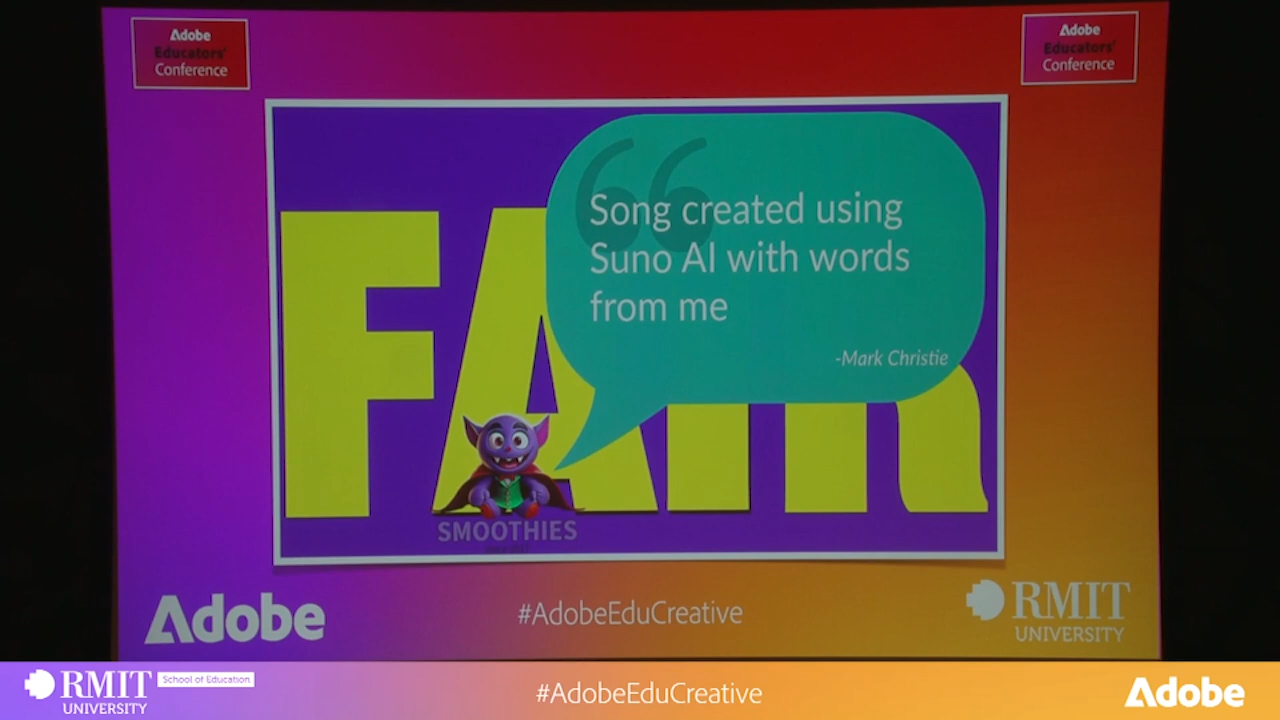 Adobe
Educators'
Conference
Adobe
Educators'
Conference
FAIR
Song created using
Suno AI with words
from me
-Mark Christie
SMOOTHIES
Adobe
#AdobeEduCreative
RMIT
UNIVERSITY
RMIT
UNIVERSITY
School of Education
#AdobeEduCreative
Adobe